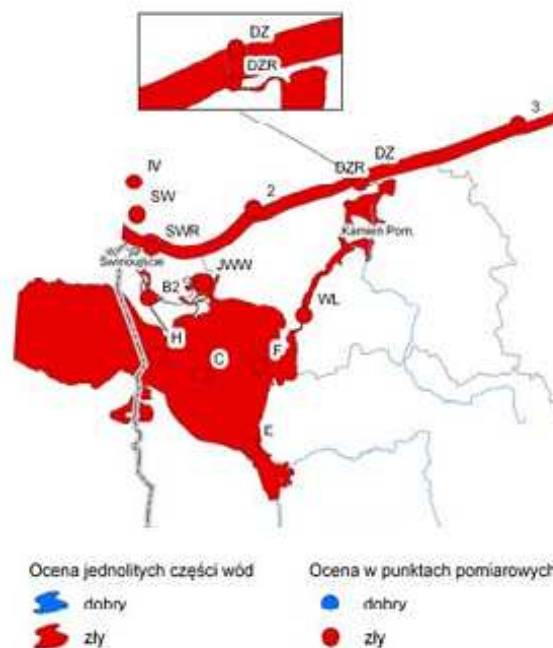 DZ
DZR
3
DZ
DZR
IV
SW
2
SWR
Kamień Pom.
Świnoujście
JWW
B2
WL
H
C
F
E
Ocena jednolitych części wód
Ocena w punktach pomiarowych
dobry
dobry
zły
zły